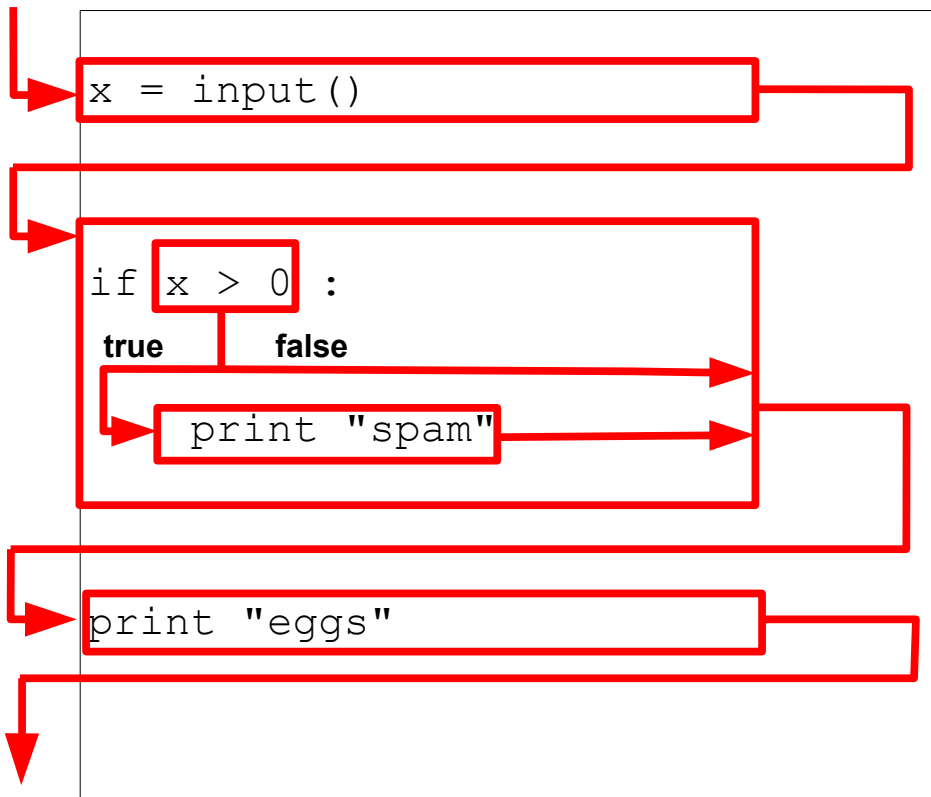 x = input()
if x > 0 :
true false
print "spam"
print "eggs"